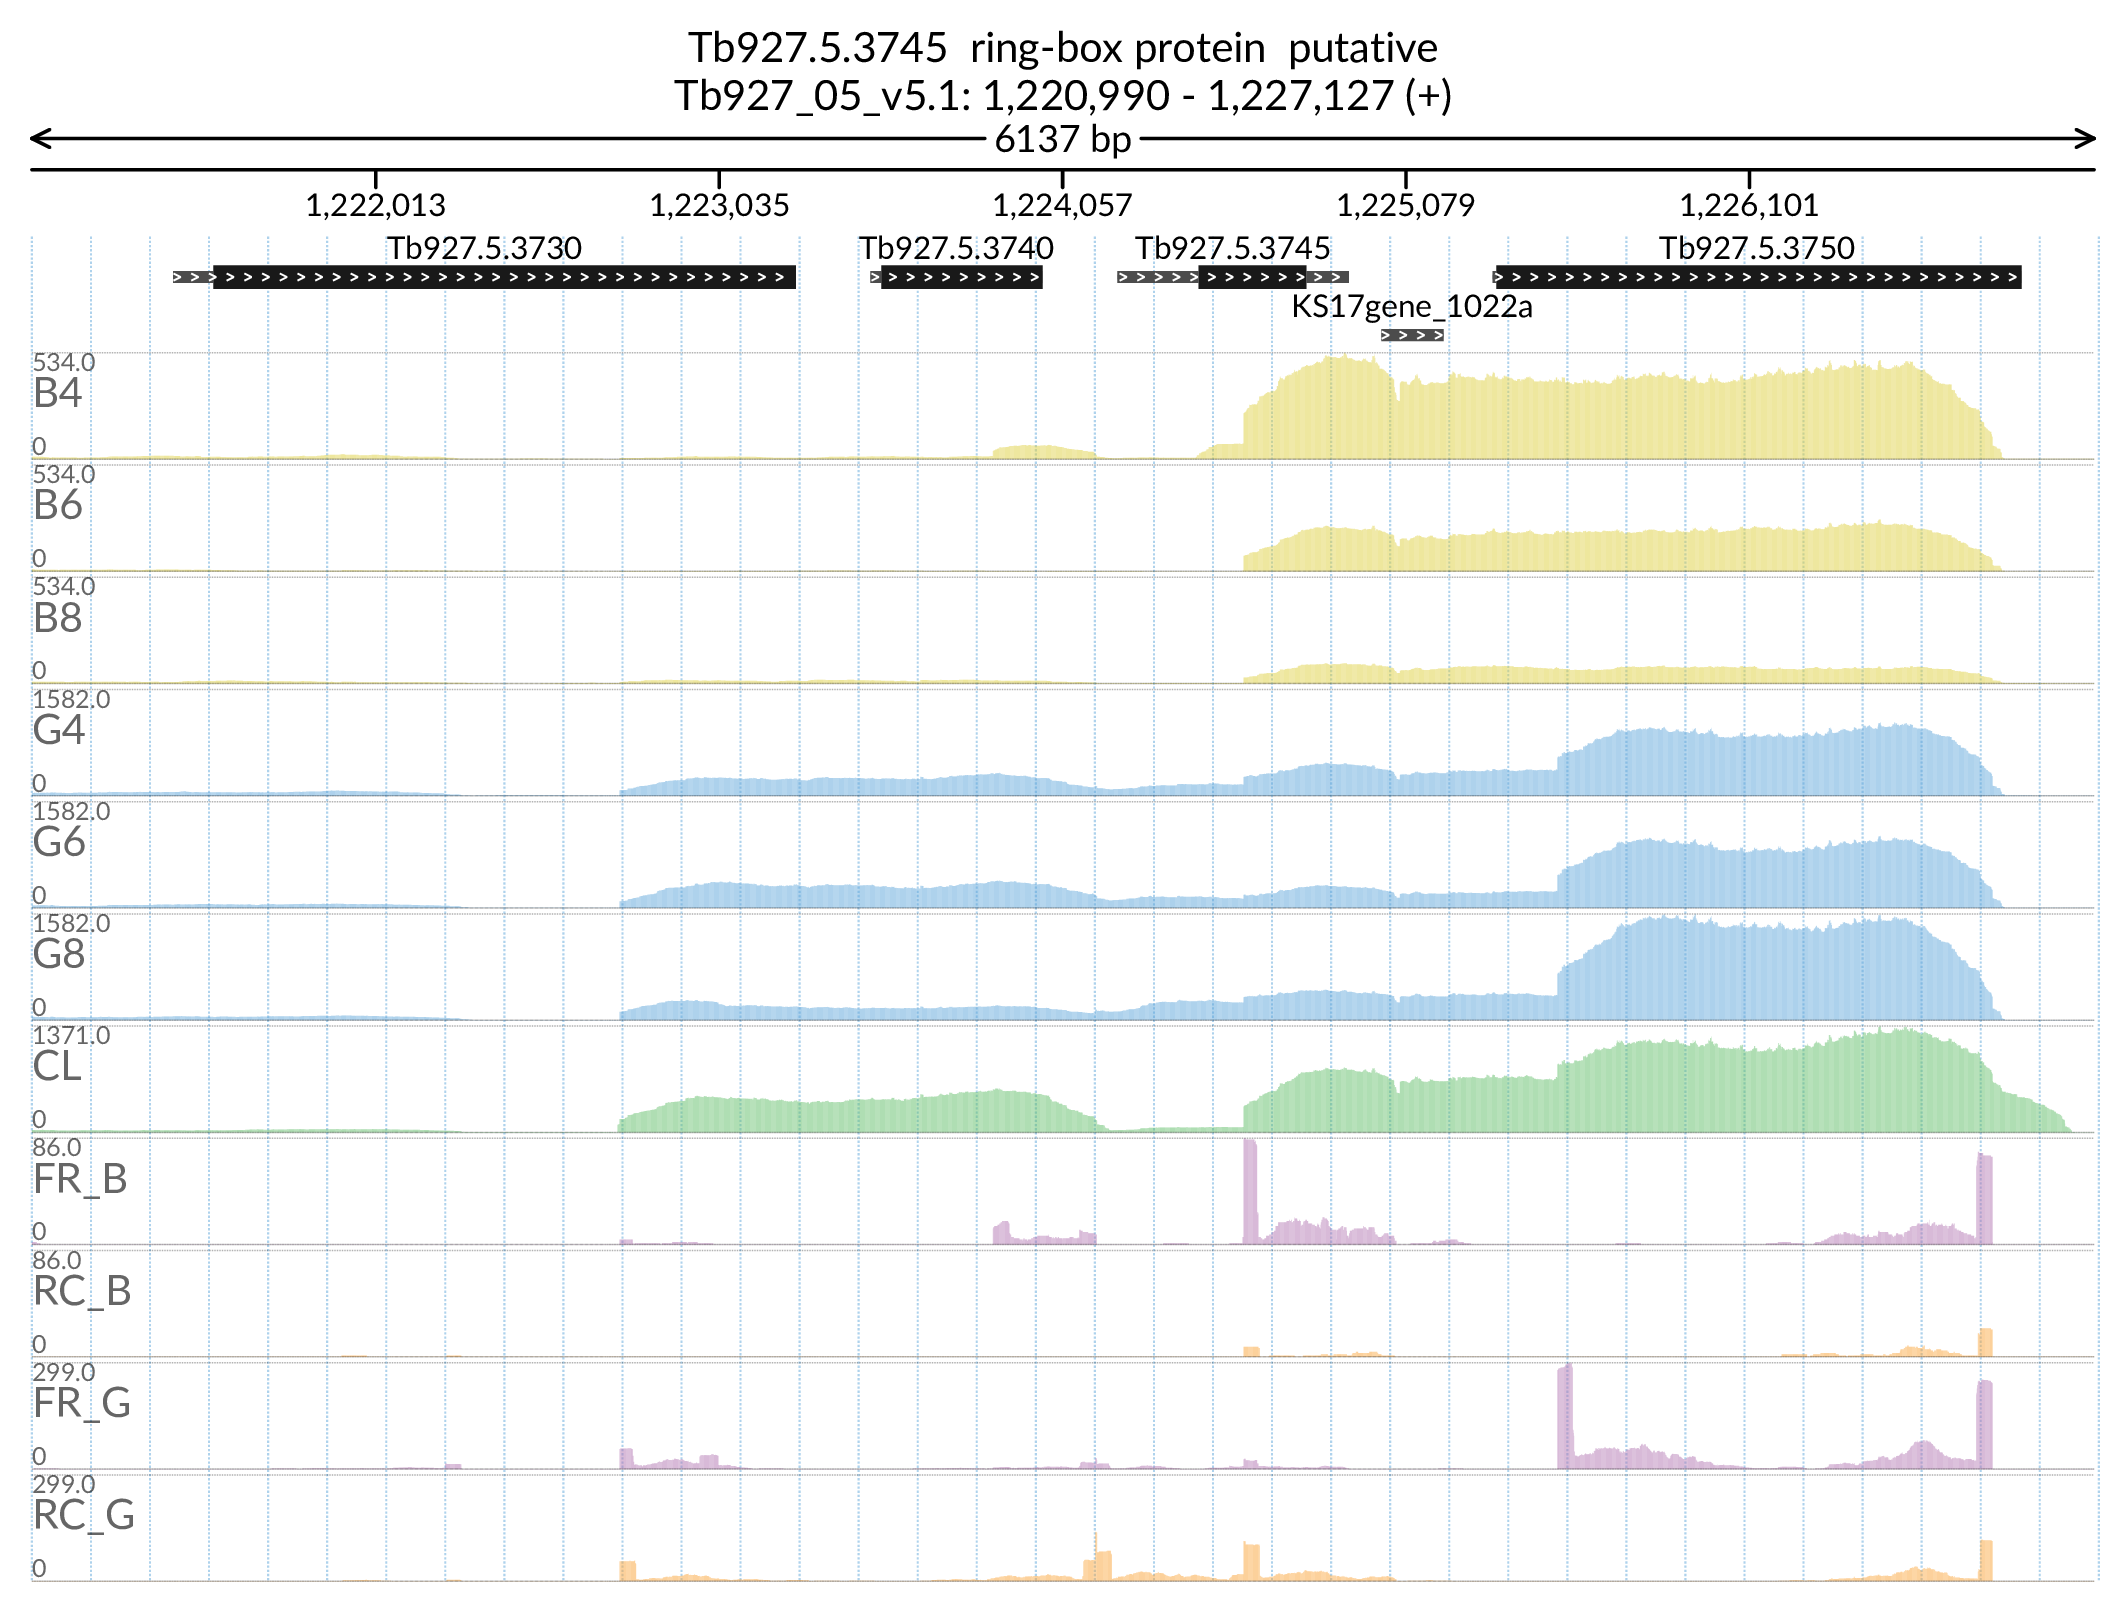 Tb927.5.3745 ring-box protein putative
Tb927_05_v5.1: 1,220,990 - 1,227,127 (+)
6137 bp
1,222,013 1,223,035 1,224,057 1,225,079 1,226,101
Tb927.5.3730 Tb927.5.3740 Tb927.5.3745 Tb927.5.3750
KS17gene_1022a
534.0
B4
0
534.0
B6
0
534.0
B8
0
1582.0
G4
0
1582.0
G6
0
1582.0
G8
0
1371.0
CL
0
86.0
FR_B
0
86.0
RC_B
0
299.0
FR_G
0
299.0
RC_G
0